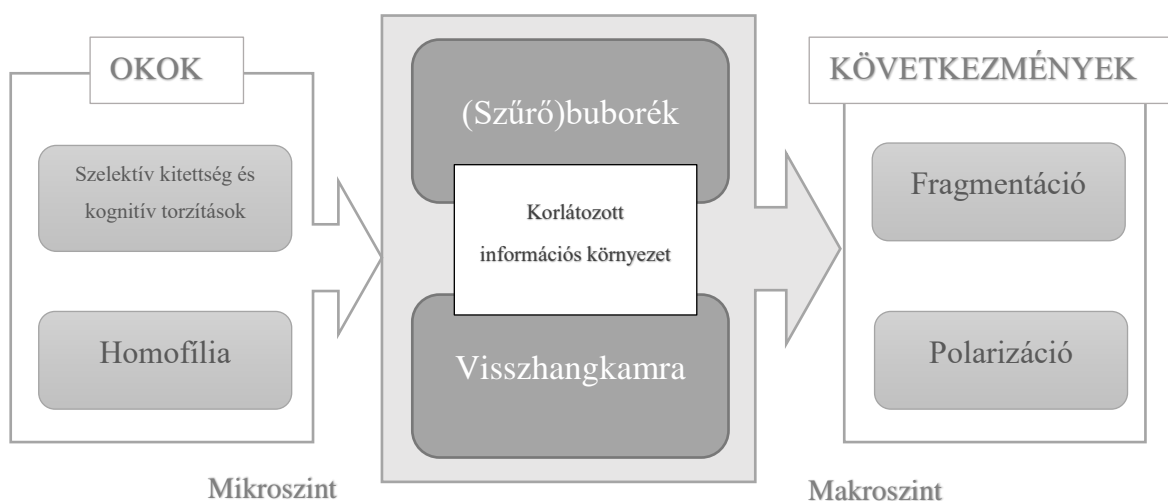 OKOK
Szelektív kitettség és
kognitív torzítások
Homofília
Mikroszint
(Szűrő)buborék
Korlátozott
információs környezet
Visszhangkamra
KÖVETKEZMÉNYEK
Fragmentáció
Polarizáció
Makroszint